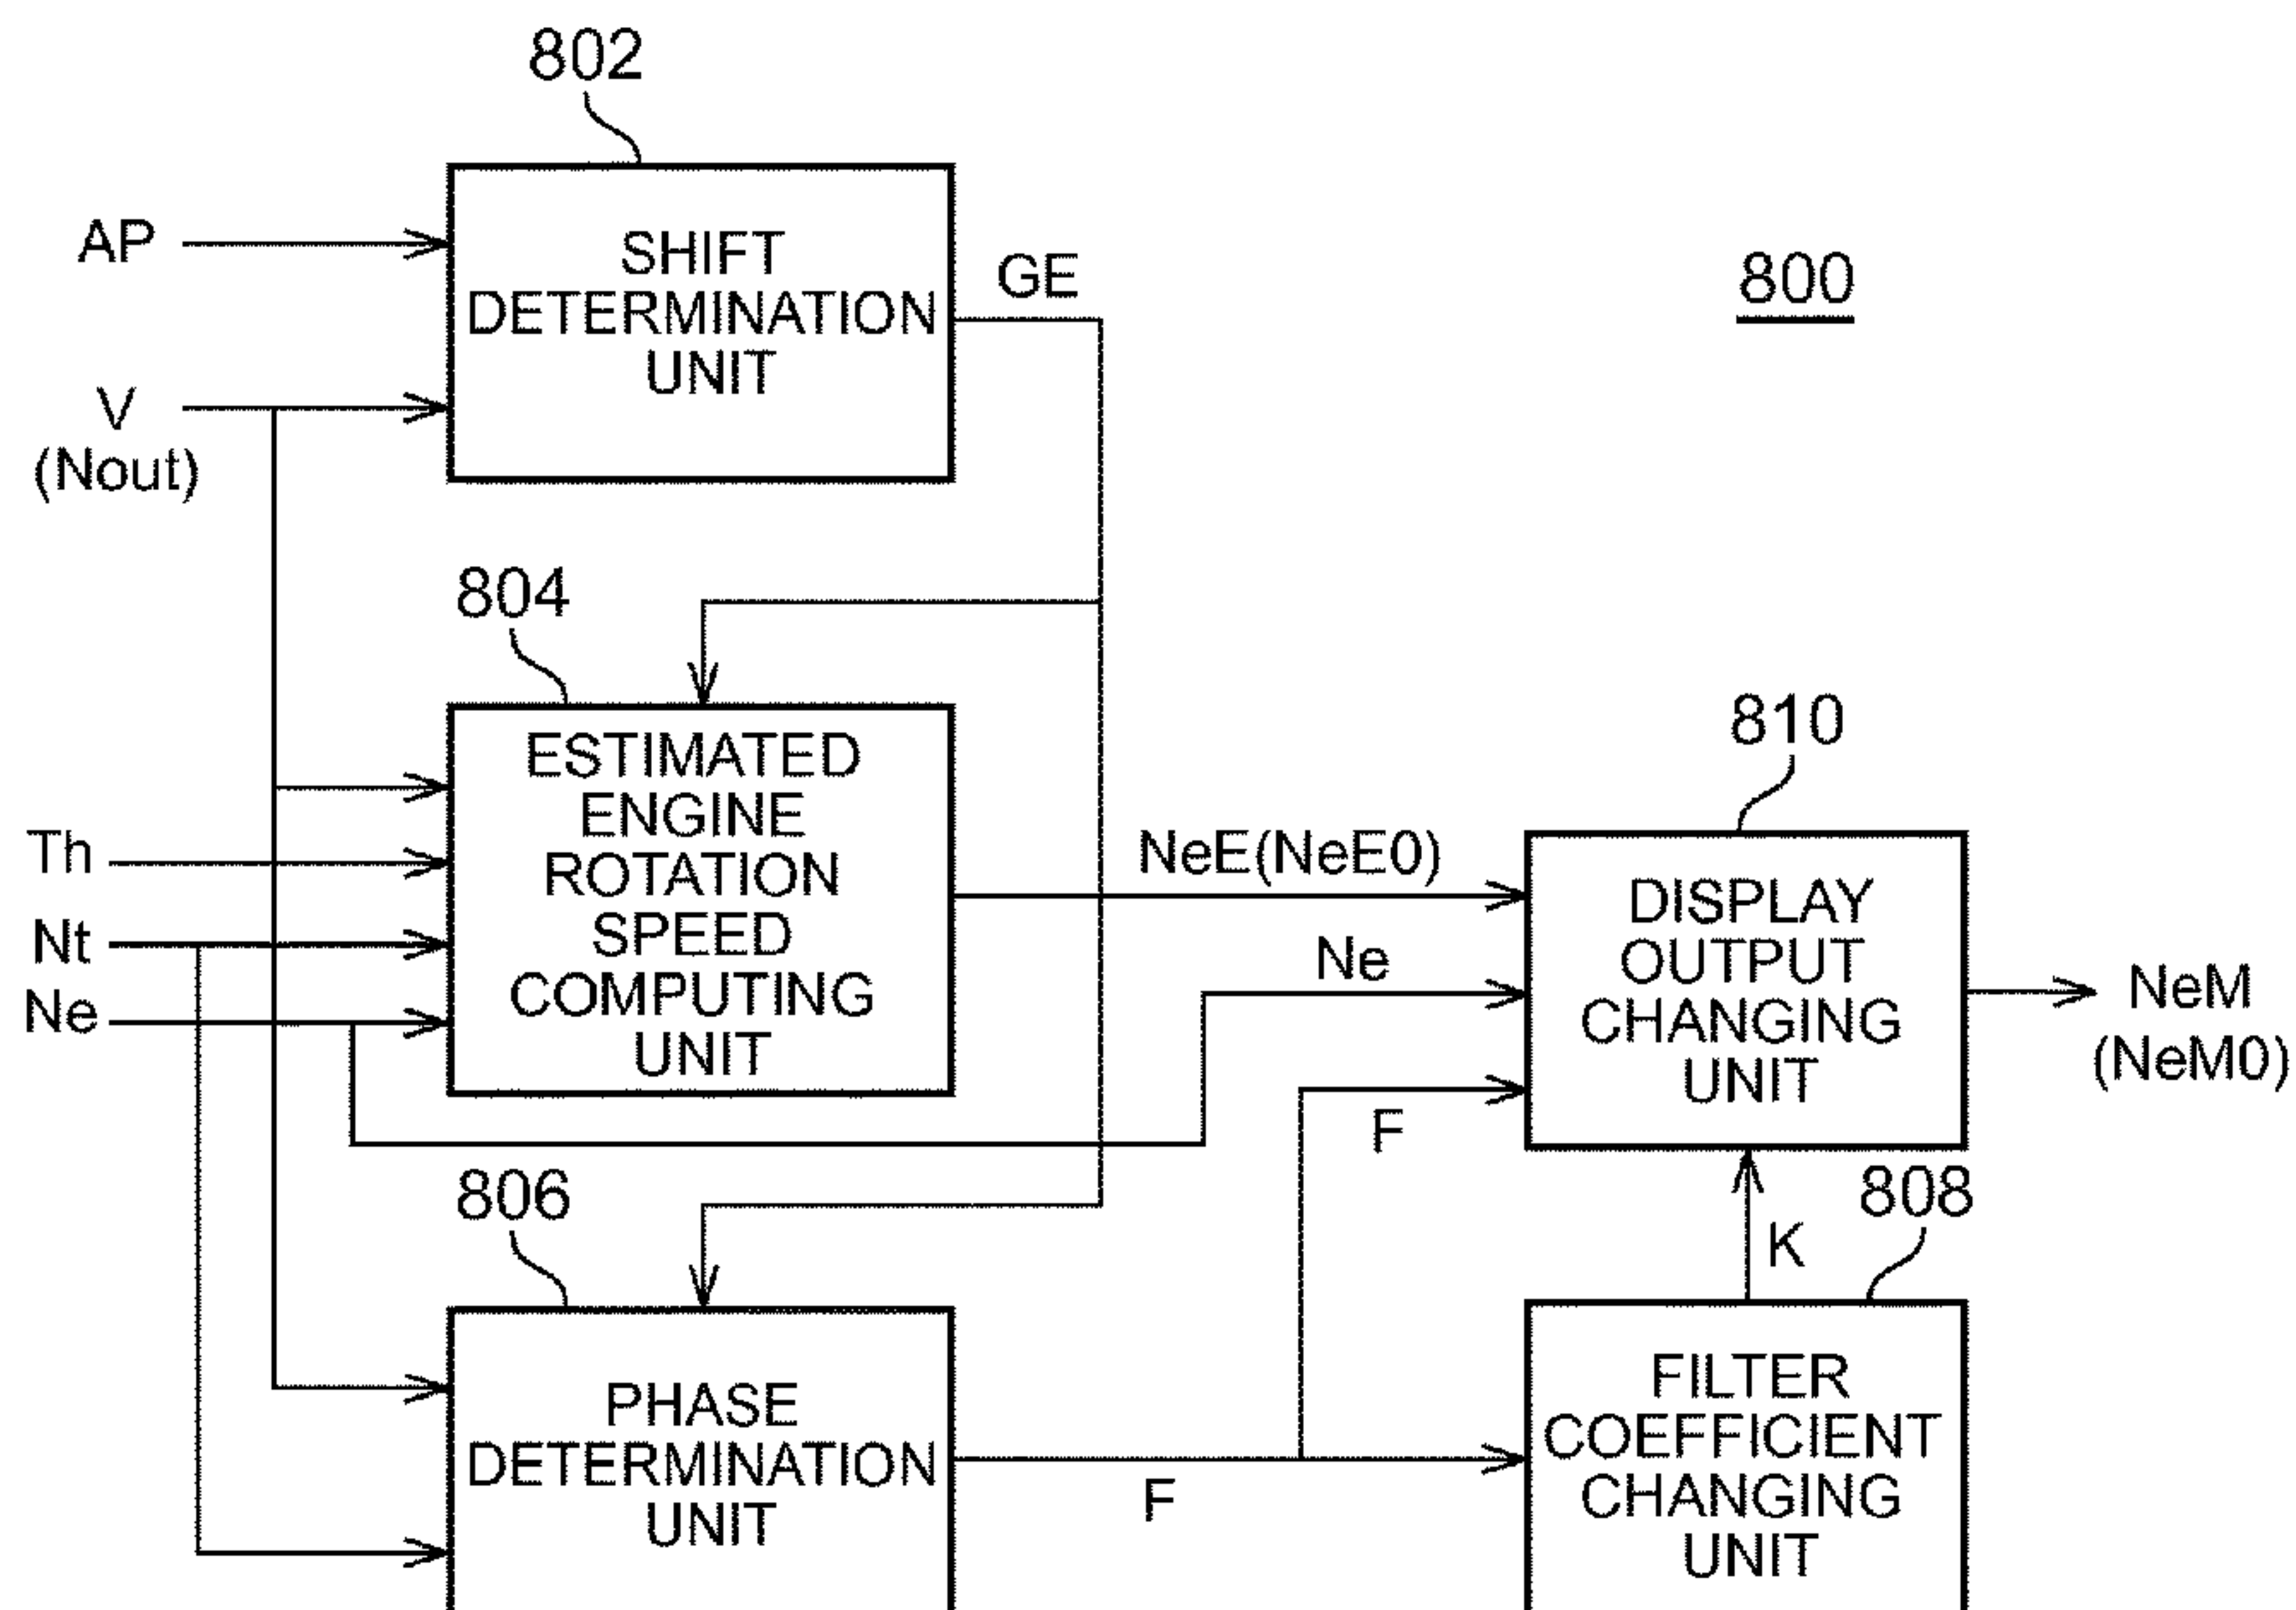 802
AP
SHIFT
DETERMINATION
UNIT
GE
800
V
(Nout)
804
ESTIMATED
ENGINE
ROTATION
SPEED
COMPUTING
UNIT
Th
Nt
Ne
NeE(NeE0)
Ne
F
810
DISPLAY
OUTPUT
CHANGING
UNIT
NeM
(NeM0)
806
PHASE
DETERMINATION
UNIT
F
K
808
FILTER
COEFFICIENT
CHANGING
UNIT